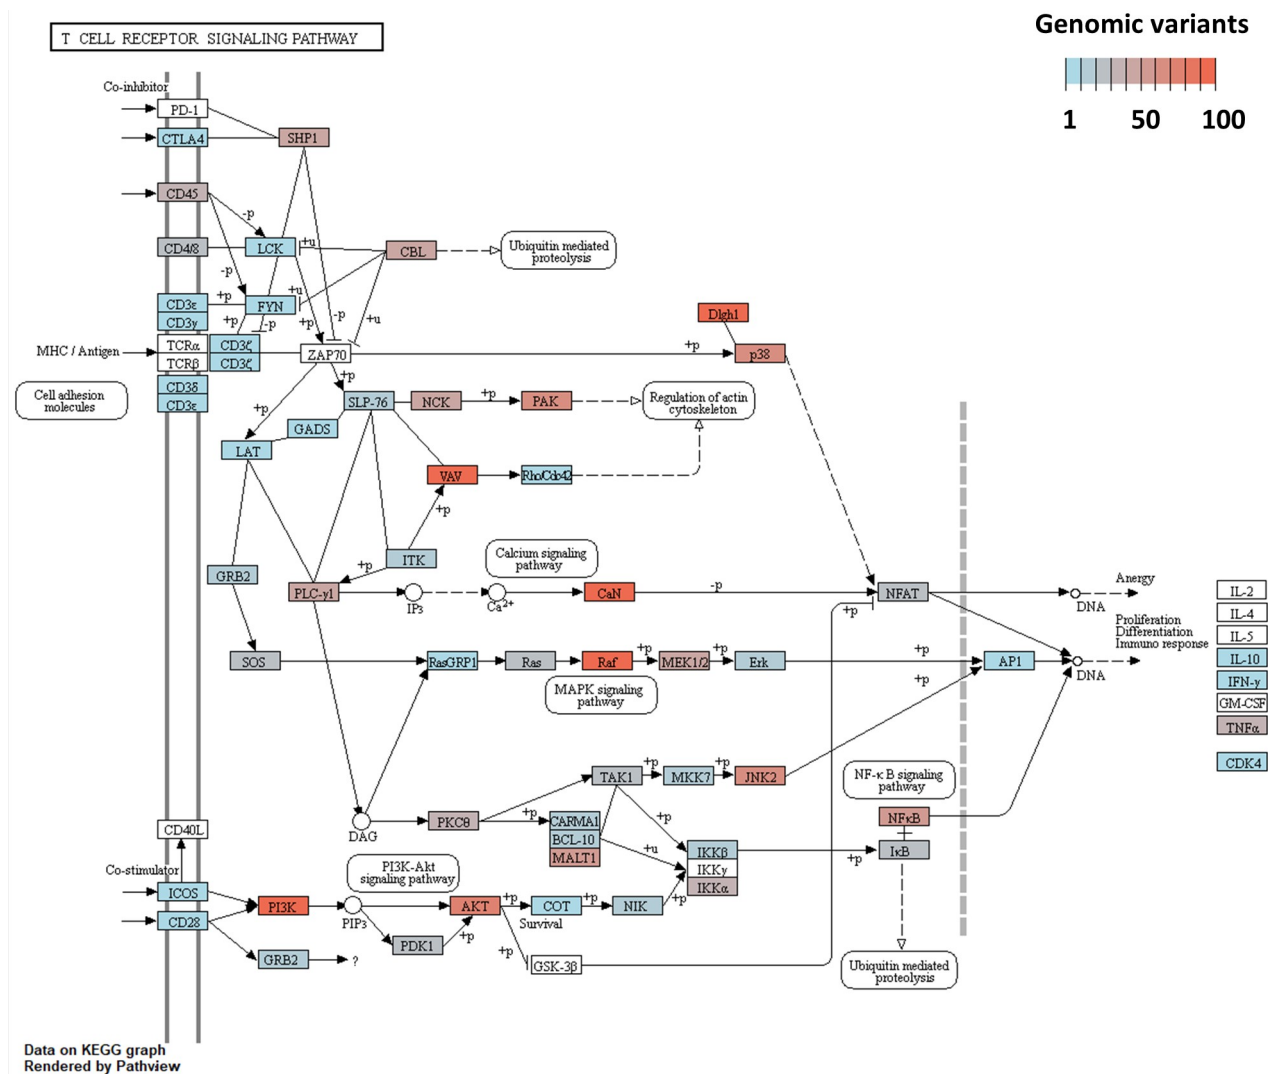 T CELL RECEPTOR SIGNALING PATHWAY
Genomic variants
1 50 100
Co-inhibitor
PD-1
CTLA4
SHP1
CD45
-p
CD4/8
LCK
+u
CBL
Ubiquitin mediated
proteolysis
-p
+u
CD3ε
+p
FYN
CD3γ
+p
-p
+p
-p
+u
Dlgh1
MHC / Antigen
TCRα
CD3ζ
ZAP70
+p
p38
TCRβ
CD3ζ
+p
Cell adhesion
molecules
CD3δ
CD3ε
+p
SLP-76
NCK
+p
PAK
Regulation of actin
cytoskeleton
GADS
LAT
VAV
Rho/Cdc42
+p
ITK
+p
Calcium signaling
pathway
GRB2
PLC-γ1
IP3
Ca2+
CaN
-p
NFAT
+p
DNA
Anergy
Proliferation
Differentiation
Immuno response
SOS
RasGRP1
Ras
Raf
+p
MEK1/2
+p
Erk
+p
AP1
DNA
+p
MAPK signaling
pathway
IL-2
IL-4
IL-5
IL-10
IFN-γ
GM-CSF
TNFα
CDK4
TAK1
+p
MKK7
+p
JNK2
NF-κB signaling
pathway
DAG
PKCθ
+p
CARMA1
BCL-10
MALT1
+p
+u
IKKβ
IKKγ
IKKα
+p
NFκB
IκB
CD40L
Co-stimulator
ICOS
CD28
PI3K-Akt
signaling pathway
PI3K
PIP3
AKT
+p
COT
+p
NIK
+p
Survival
PDK1
+p
+p
GSK-3β
GRB2
?
Ubiquitin mediated
proteolysis
Data on KEGG graph
Rendered by Pathview